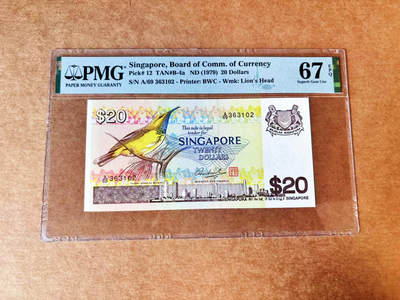 PMG
PAPER MONEY GUARANTY
Singapore, Board of Comm. of Currency
Pick# 12 TAN#B-4a ND (1979) 20 Dollars
S/N A/69 363102 - Printer: BWC - Wmk: Lion's Head
67 EPQ
Superb Gem Unc
$20
A/69 363102
This note is legal
tender for
SINGAPORE
TWENTY
DOLLARS
A/69 363102
$20
SINGAPORE